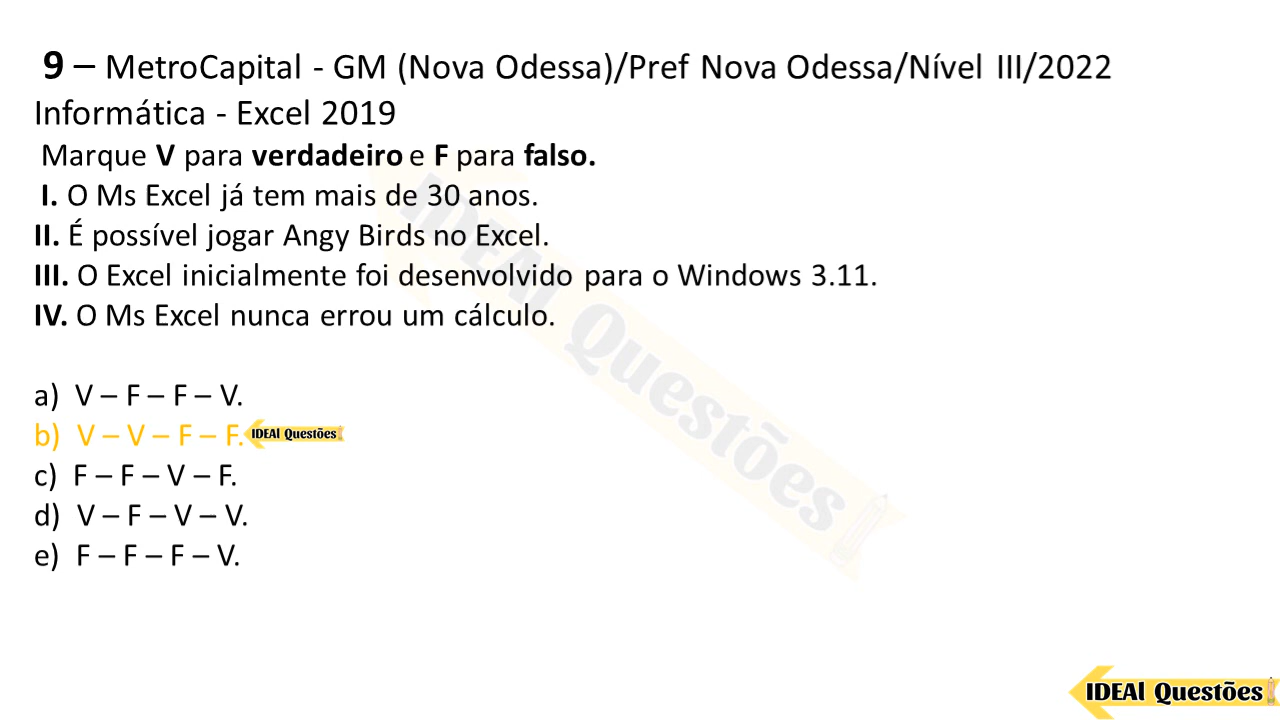 9 – MetroCapital - GM (Nova Odessa)/Pref Nova Odessa/Nível III/2022
Informática - Excel 2019
Marque V para verdadeiro e F para falso.
I. O Ms Excel já tem mais de 30 anos.
II. É possível jogar Angy Birds no Excel.
III. O Excel inicialmente foi desenvolvido para o Windows 3.11.
IV. O Ms Excel nunca errou um cálculo.
a) V – F – F – V.
b) V – V – F – F. IDEAl Questões
c) F – F – V – F.
d) V – F – V – V.
e) F – F – F – V.
IDEAl Questões
IDEAl Questões